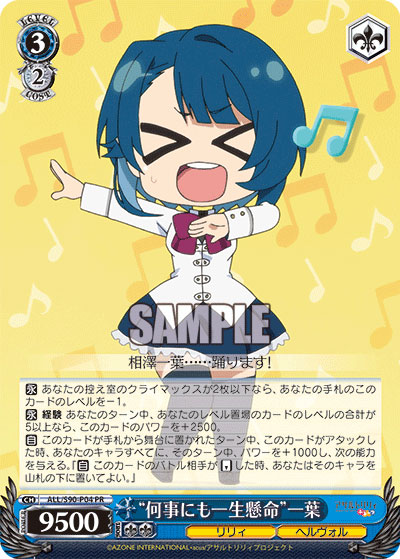 LEVEL
3
2
COST
SAMPLE
相澤一葉……踊ります!
永 あなたの控え室のクライマックスが2枚以下なら、あなたの手札のこの
カードのレベルを－1。
永 経験 あなたのターン中、あなたのレベル置場のカードのレベルの合計が
5以上なら、このカードのパワーを＋2500。
自 このカードが手札から舞台に置かれたターン中、このカードがアタックし
た時、あなたのキャラすべてに、そのターン中、パワーを＋1000し、次の能力
を与える。『自 このカードのバトル相手が した時、あなたはそのキャラを
山札の下に置いてよい。』
CH ALL/S90-P04 PR
9500
“何事にも一生懸命”一葉
リリィ
ヘルヴォル
©AZONE INTERNATIONAL・acus/アサルトリリィプロジェクト